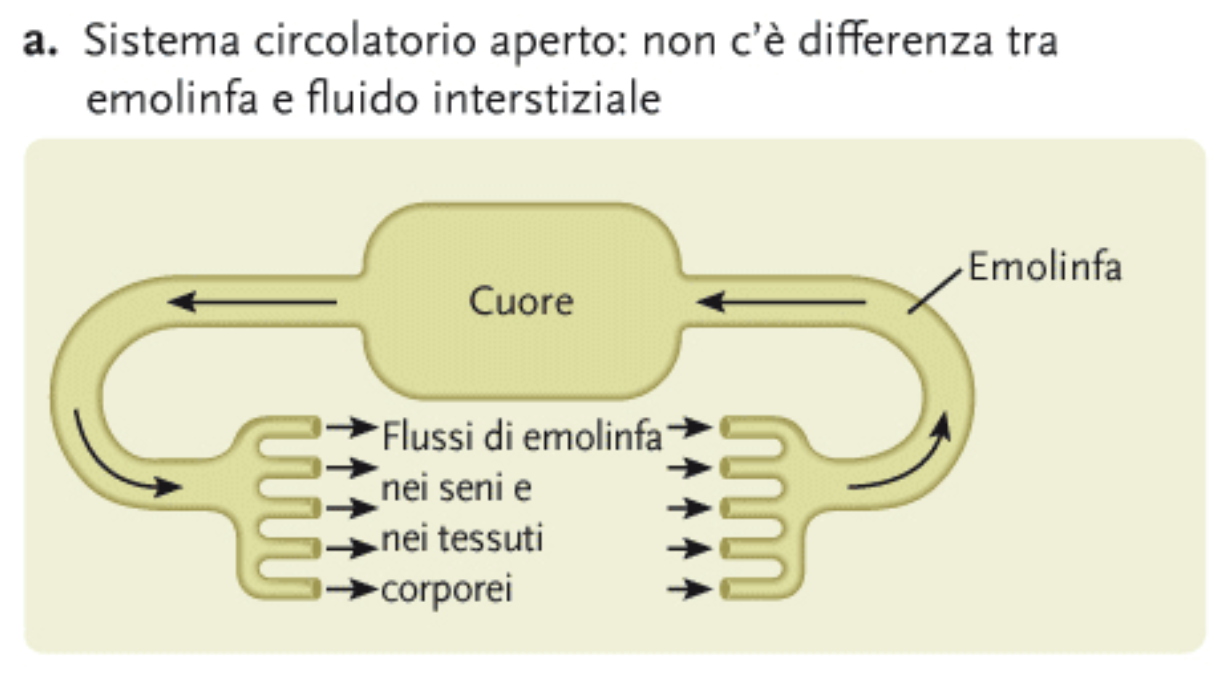 a. Sistema circolatorio aperto: non c’è differenza tra
emolinfa e fluido interstiziale
Emolinfa
Cuore
Flussi di emolinfa
nei seni e
nei tessuti
corporei